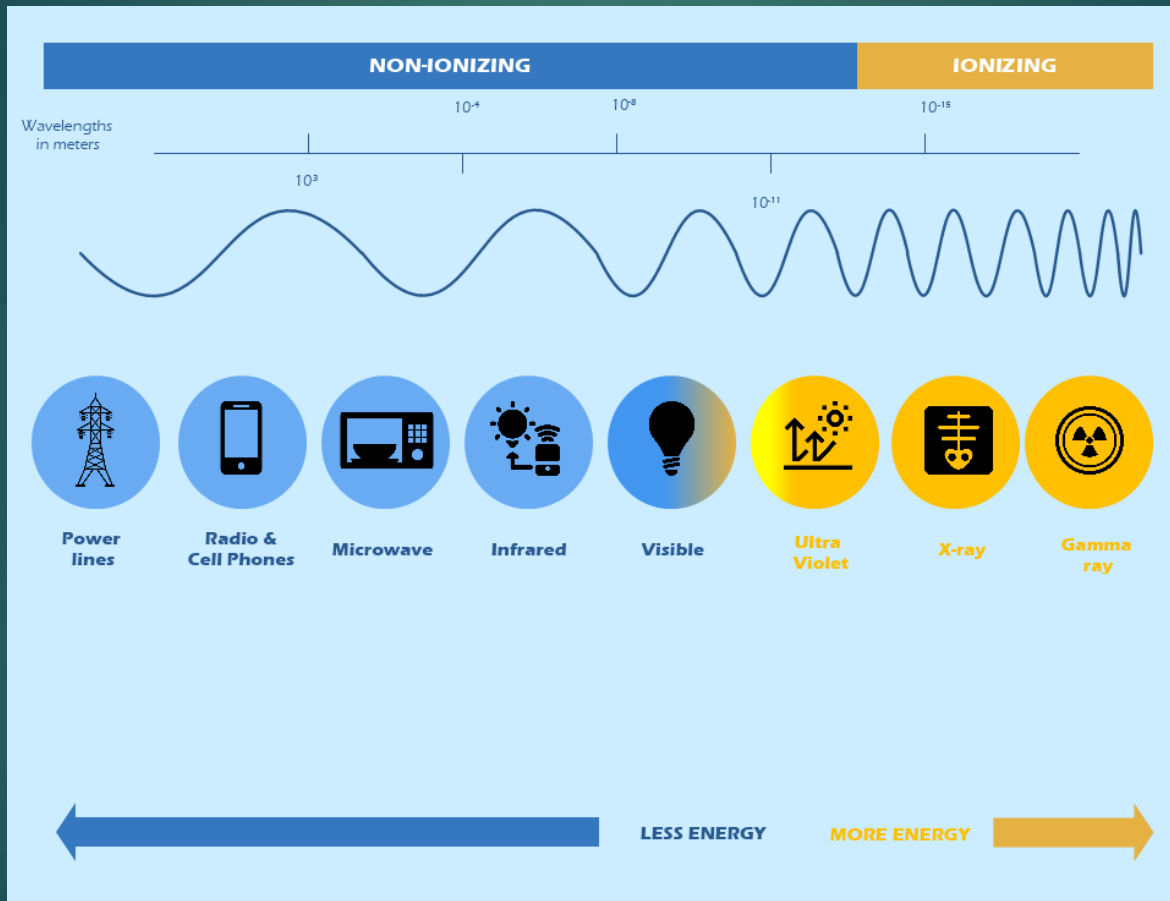 NON-IONIZING
IONIZING
Wavelengths
in meters
10⁻⁴
10⁻⁸
10⁻¹⁵
10³
10⁻¹¹
Power
lines
Radio &
Cell Phones
Microwave
Infrared
Visible
Ultra
Violet
X-ray
Gamma
ray
LESS ENERGY
MORE ENERGY